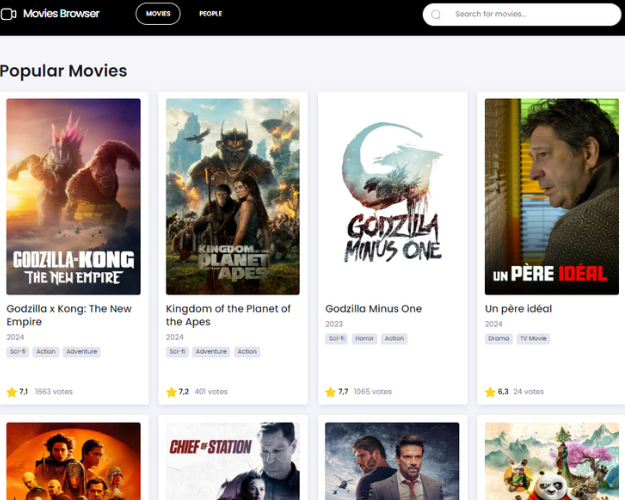 Movies Browser
MOVIES
PEOPLE
Search for movies...
Popular Movies
GODZILLA x KONG
THE NEW EMPIRE
KINGDOM OF THE
PLANET
OF THE
APES
GODZILLA
MINUS ONE
UN PÈRE IDÉAL
Godzilla x Kong: The New
Empire
2024
Sci-fi
Action
Adventure
7,1 1663 votes
Kingdom of the Planet of
the Apes
2024
Sci-fi
Adventure
Action
7,2 401 votes
Godzilla Minus One
2023
Sci-fi
Horror
Action
7,7 1065 votes
Un père idéal
2024
Drama
TV Movie
6,3 24 votes
CHIEF OF STATION